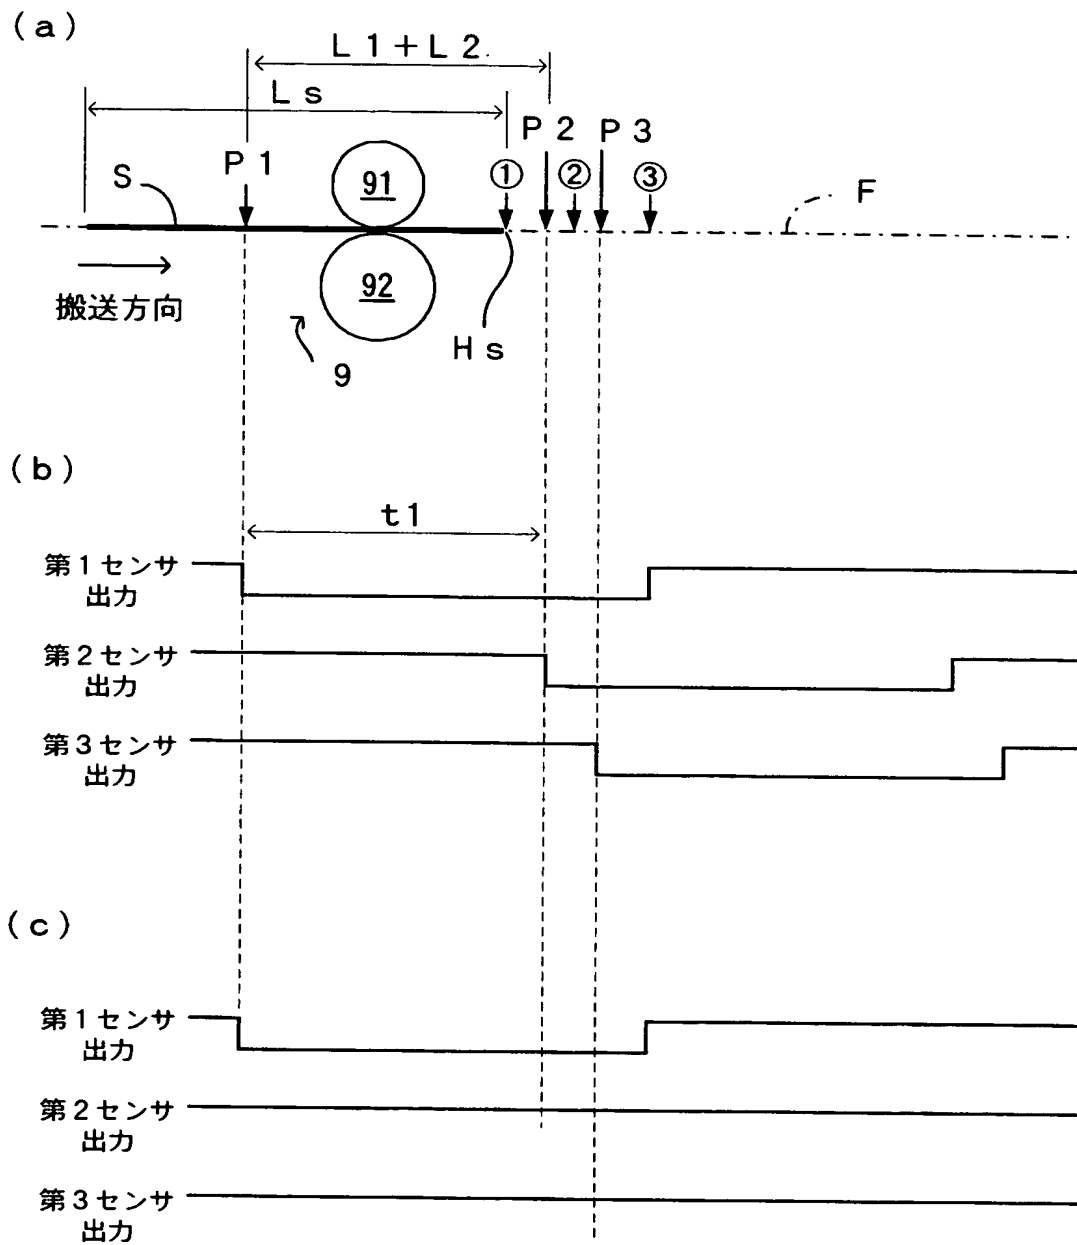 (a)
L1+L2
Ls
P2 P3
P1
① ② ③
S
91
F
92
搬送方向
Hs
9
(b)
t1
第1センサ
出力
第2センサ
出力
第3センサ
出力
(c)
第1センサ
出力
第2センサ
出力
第3センサ
出力